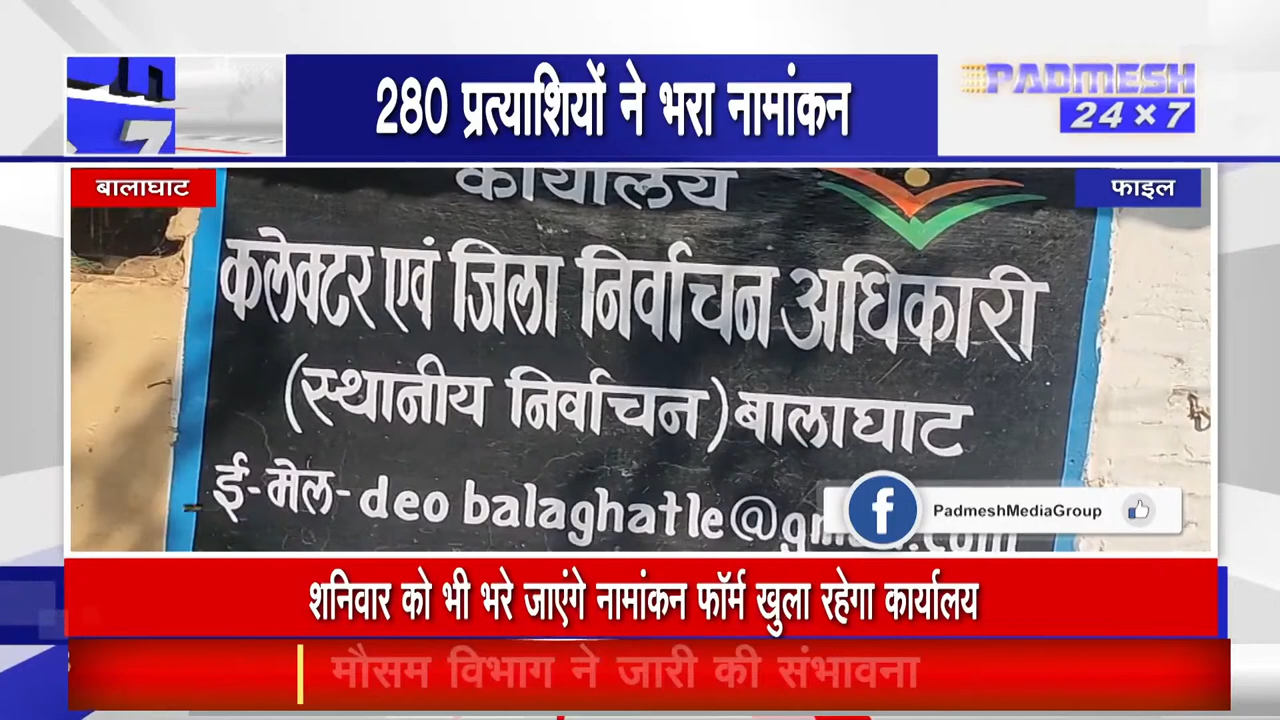 280 प्रत्याशियों ने भरा नामांकन
PADMESH
24×7
बालाघाट
फाइल
कार्यालय
कलेक्टर एवं जिला निर्वाचन अधिकारी
(स्थानीय निर्वाचन) बालाघाट
ई-मेल- deo balaghatle@
PadmeshMediaGroup
शनिवार को भी भरे जाएंगे नामांकन फॉर्म खुला रहेगा कार्यालय
मौसम विभाग ने जारी की संभावना